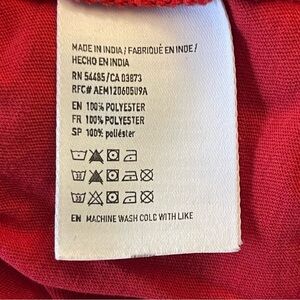 MADE IN INDIA / FABRIQUÉ EN INDE /
HECHO EN INDIA
RN 54485/CA 03873
RFC# AEM120605U9A
EN 100% POLYESTER
FR 100% POLYESTER
SP 100% poliéster
EN MACHINE WASH COLD WITH LIKE